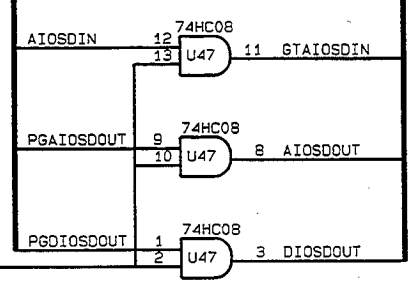 74HC08
AIOSDIN 12 11 GTAIOSDIN
13 U47
74HC08
PGAIOSDOUT 9 8 AIOSDOUT
10 U47
74HC08
PGDIOSDOUT 1 3 DIOSDOUT
2 U47